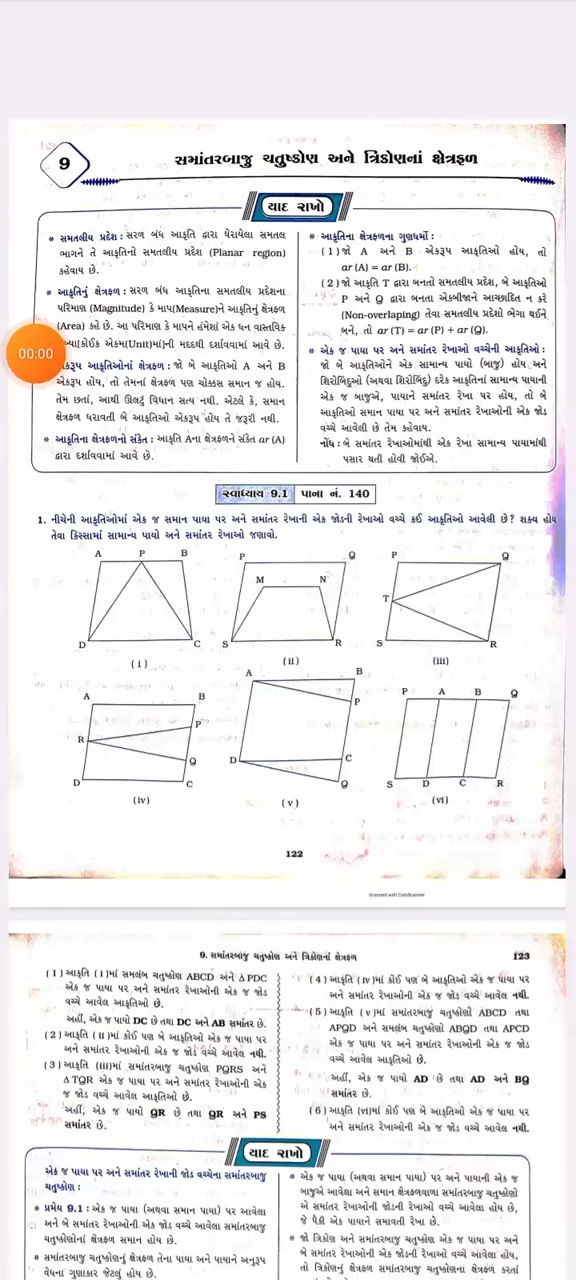 9
સમાંતરબાજુ ચતુષ્કોણ અને ત્રિકોણનાં ક્ષેત્રફળ
યાદ રાખો
* સમતલીય પ્રદેશ : સરળ બંધ આકૃતિ દ્વારા ઘેરાયેલા સમતલ
ભાગને તે આકૃતિનો સમતલીય પ્રદેશ (Planar region)
કહેવાય છે.
* આકૃતિનું ક્ષેત્રફળ : સરળ બંધ આકૃતિના સમતલીય પ્રદેશના
પરિમાણ (Magnitude) કે માપ(Measure)ને આકૃતિનું ક્ષેત્રફળ
(Area) કહે છે. આ પરિમાણ કે માપને હંમેશાં એક ધન વાસ્તવિક
ખ્યા(કોઈક એકમ(Unit)માં)ની મદદથી દર્શાવવામાં આવે છે.
00:00
કરૂપ આકૃતિઓનાં ક્ષેત્રફળ : જો બે આકૃતિઓ A અને B
એકરૂપ હોય, તો તેમનાં ક્ષેત્રફળ પણ ચોક્કસ સમાન જ હોય.
તેમ છતાં, આથી ઊલટું વિધાન સત્ય નથી. એટલે કે, સમાન
ક્ષેત્રફળ ધરાવતી બે આકૃતિઓ એકરૂપ હોય તે જરૂરી નથી.
* આકૃતિના ક્ષેત્રફળનો સંકેત : આકૃતિ Aના ક્ષેત્રફળને સંકેત ar (A)
દ્વારા દર્શાવવામાં આવે છે.
* આકૃતિના ક્ષેત્રફળના ગુણધર્મો :
(1) જો A અને B એકરૂપ આકૃતિઓ હોય, તો
ar (A) = ar (B).
(2) જો આકૃતિ T દ્વારા બનતો સમતલીય પ્રદેશ, બે આકૃતિઓ
P અને Q દ્વારા બનતા એકબીજાને આચ્છાદિત ન કરે
(Non-overlaping) તેવા સમતલીય પ્રદેશો ભેગા થઈને
બને, તો ar (T) = ar (P) + ar (Q).
* એક જ પાયા પર અને સમાંતર રેખાઓ વચ્ચેની આકૃતિઓ :
જો બે આકૃતિઓને એક સામાન્ય પાયો (બાજુ) હોય અને
શિરોબિંદુઓ (અથવા શિરોબિંદુ) દરેક આકૃતિનાં સામાન્ય પાયાની
એક જ બાજુએ, પાયાને સમાંતર રેખા પર હોય, તો બે
આકૃતિઓ સમાન પાયા પર અને સમાંતર રેખાઓની એક જોડ
વચ્ચે આવેલી છે તેમ કહેવાય.
નોંધ : બે સમાંતર રેખાઓમાંથી એક રેખા સામાન્ય પાયામાંથી
પસાર થતી હોવી જોઈએ.
સ્વાધ્યાય 9.1 પાના નં. 140
1. નીચેની આકૃતિઓમાં એક જ સમાન પાયા પર અને સમાંતર રેખાની એક જોડની રેખાઓ વચ્ચે કઈ આકૃતિઓ આવેલી છે? શક્ય હોય
તેવા કિસ્સામાં સામાન્ય પાયો અને સમાંતર રેખાઓ જણાવો.
A P B
D C
(i)
P Q
M N
S R
(ii)
P Q
T
S R
(iii)
A B
P
R
Q
D C
(iv)
A B
P
D C
Q
(v)
P A B Q
S D C R
(vi)
122
Scanned with CamScanner
9. સમાંતરબાજુ ચતુષ્કોણ અને ત્રિકોણનાં ક્ષેત્રફળ 123
(1) આકૃતિ (i)માં સમલંબ ચતુષ્કોણ ABCD અને Δ PDC
એક જ પાયા પર અને સમાંતર રેખાઓની એક જ જોડ
વચ્ચે આવેલ આકૃતિઓ છે.
અહીં, એક જ પાયો DC છે તથા DC અને AB સમાંતર છે.
(2) આકૃતિ (ii)માં કોઈ પણ બે આકૃતિઓ એક જ પાયા પર
અને સમાંતર રેખાઓની એક જ જોડ વચ્ચે આવેલ નથી.
(3) આકૃતિ (iii)માં સમાંતરબાજુ ચતુષ્કોણ PQRS અને
Δ TQR એક જ પાયા પર અને સમાંતર રેખાઓની એક
જ જોડ વચ્ચે આવેલ આકૃતિઓ છે.
અહીં, એક જ પાયો QR છે તથા QR અને PS
સમાંતર છે.
(4) આકૃતિ (iv)માં કોઈ પણ બે આકૃતિઓ એક જ પાયા પર
અને સમાંતર રેખાઓની એક જ જોડ વચ્ચે આવેલ નથી.
(5) આકૃતિ (v)માં સમાંતરબાજુ ચતુષ્કોણો ABCD તથા
APQD અને સમલંબ ચતુષ્કોણો ABQD તથા APCD
એક જ પાયા પર અને સમાંતર રેખાઓની એક જ જોડ
વચ્ચે આવેલ આકૃતિઓ છે.
અહીં, એક જ પાયો AD છે તથા AD અને BQ
સમાંતર છે.
(6) આકૃતિ (vi)માં કોઈ પણ બે આકૃતિઓ એક જ પાયા પર
અને સમાંતર રેખાઓની એક જ જોડ વચ્ચે આવેલ નથી.
યાદ રાખો
એક જ પાયા પર અને સમાંતર રેખાની જોડ વચ્ચેના સમાંતરબાજુ
ચતુષ્કોણ :
* પ્રમેય 9.1 : એક જ પાયા (અથવા સમાન પાયા) પર આવેલા
અને બે સમાંતર રેખાઓની એક જોડ વચ્ચે આવેલા સમાંતરબાજુ
ચતુષ્કોણોનાં ક્ષેત્રફળ સમાન હોય છે.
* સમાંતરબાજુ ચતુષ્કોણનું ક્ષેત્રફળ તેના પાયા અને પાયાને અનુરૂપ
વેધના ગુણાકાર જેટલું હોય છે.
* એક જ પાયા (અથવા સમાન પાયા) પર અને પાયાની એક જ
બાજુએ આવેલા અને સમાન ક્ષેત્રફળવાળા સમાંતરબાજુ ચતુષ્કોણો
એ સમાંતર રેખાઓની જોડની રેખાઓ વચ્ચે આવેલા હોય છે,
જે પૈકી એક પાયાને સમાવતી રેખા છે.
* જો ત્રિકોણ અને સમાંતરબાજુ ચતુષ્કોણ એક જ પાયા પર અને
બે સમાંતર રેખાઓની એક જોડની રેખાઓ વચ્ચે આવેલા હોય,
તો ત્રિકોણનું ક્ષેત્રફળ સમાંતરબાજુ ચતુષ્કોણના ક્ષેત્રફળ કરતાં